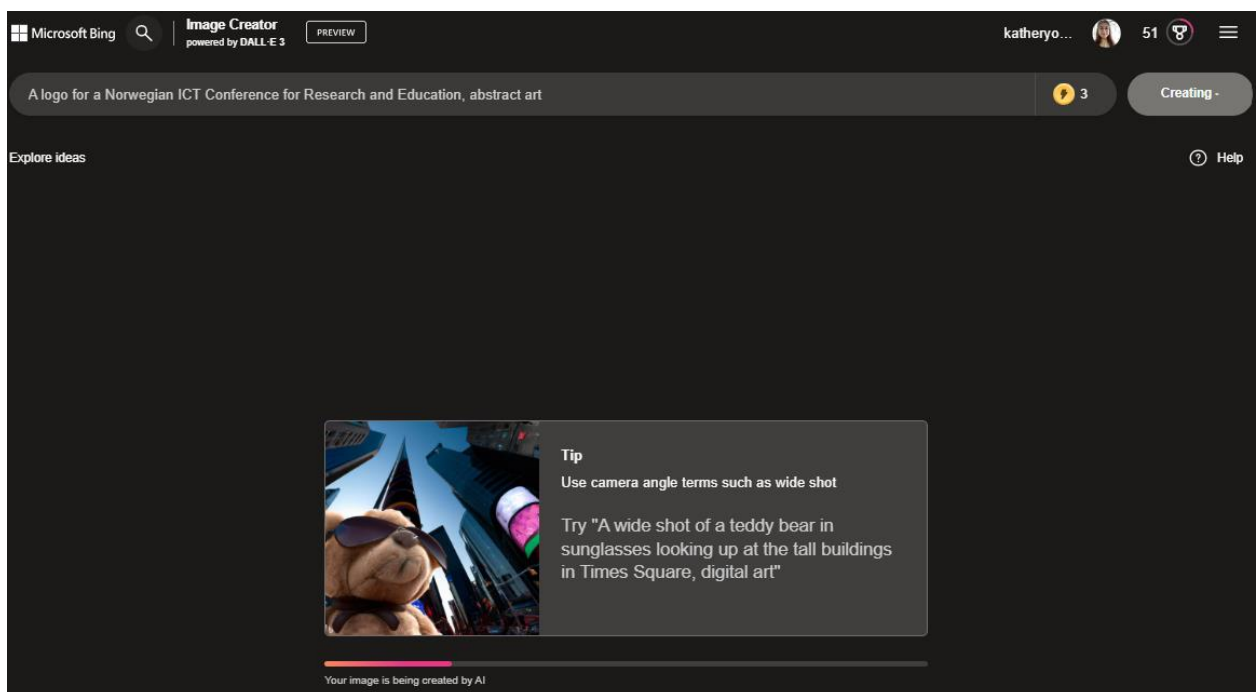 Microsoft Bing
Image Creator
powered by DALL·E 3
PREVIEW
katheryo...
51
A logo for a Norwegian ICT Conference for Research and Education, abstract art
3
Creating -
Explore ideas
Help
Tip
Use camera angle terms such as wide shot
Try "A wide shot of a teddy bear in
sunglasses looking up at the tall buildings
in Times Square, digital art"
Your image is being created by AI